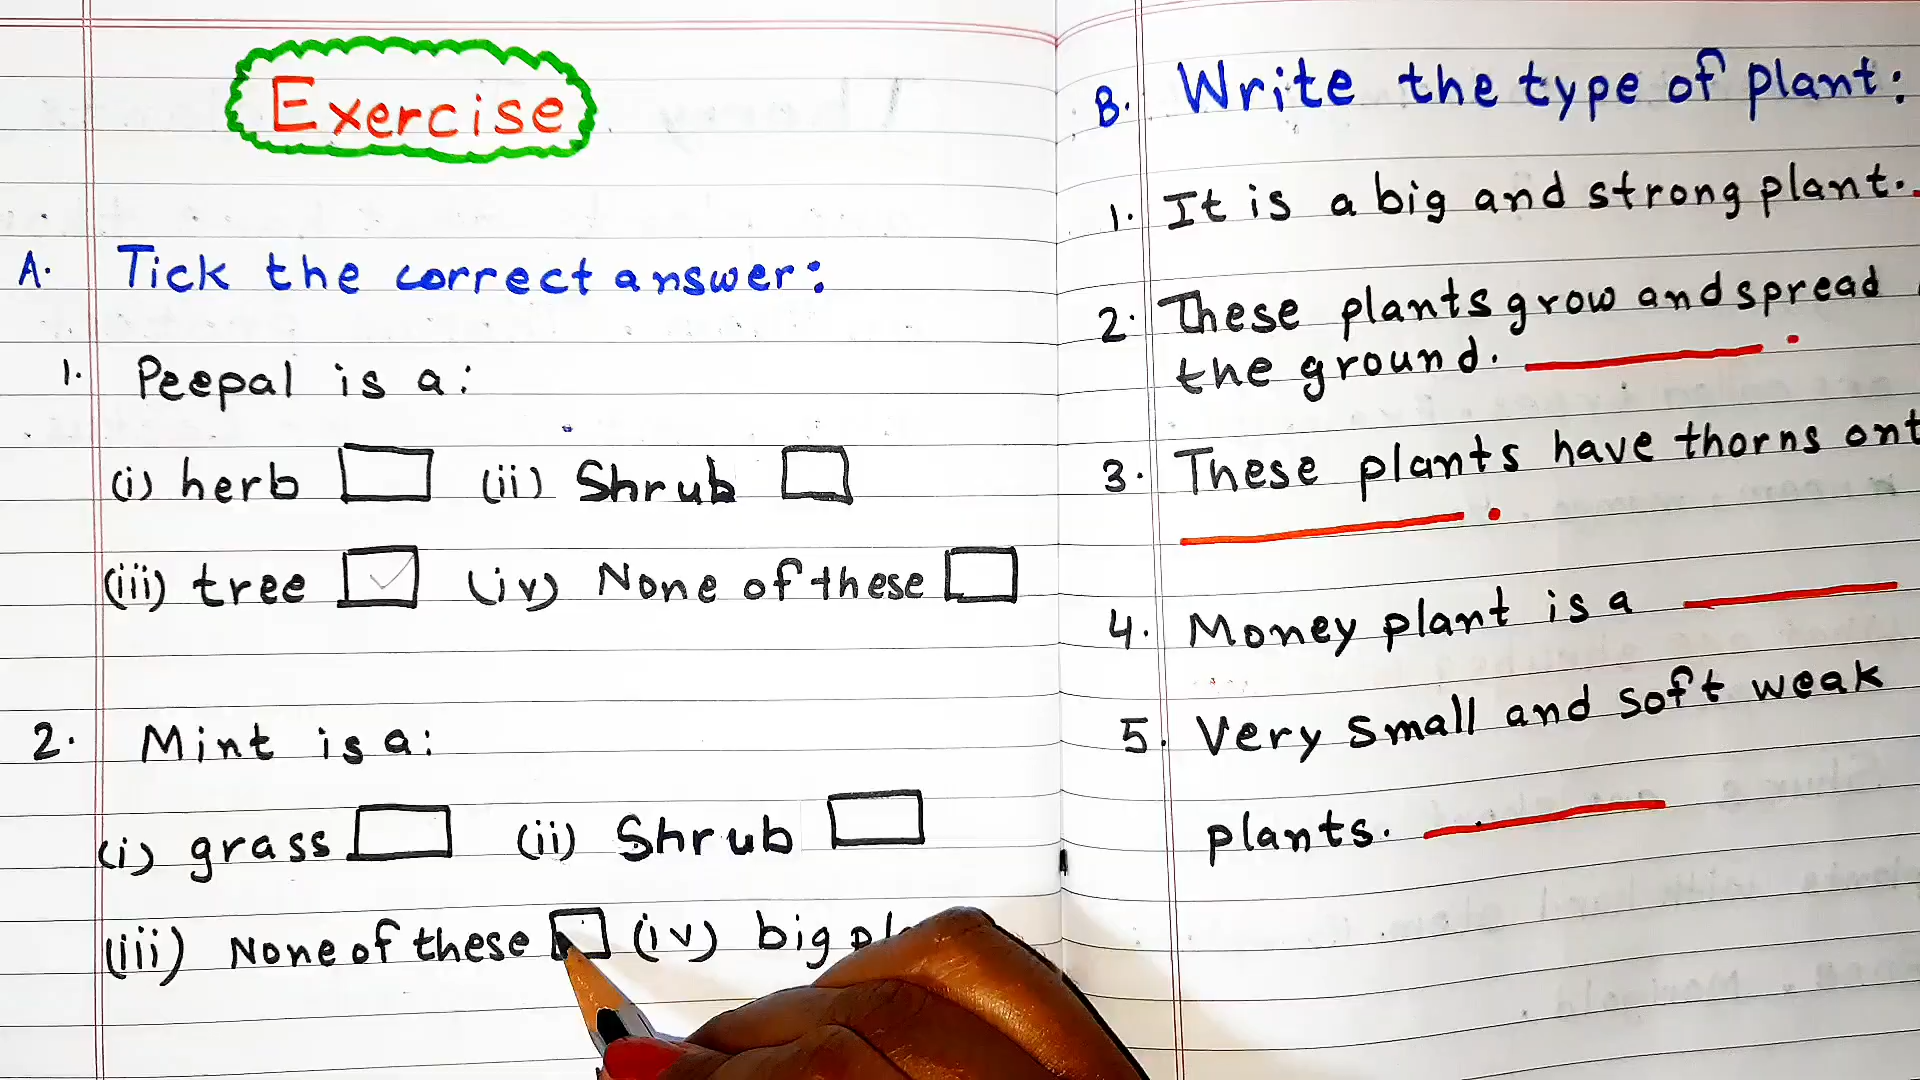 Exercise
A. Tick the correct answer:
1. Peepal is a:
(i) herb (ii) Shrub
(iii) tree (iv) None of these
2. Mint is a:
(i) grass (ii) Shrub
(iii) None of these (iv) big
B. Write the type of plant:
1. It is a big and strong plant.
2. These plants grow and spread
the ground.
3. These plants have thorns on
4. Money plant is a
5. Very small and soft weak
plants.